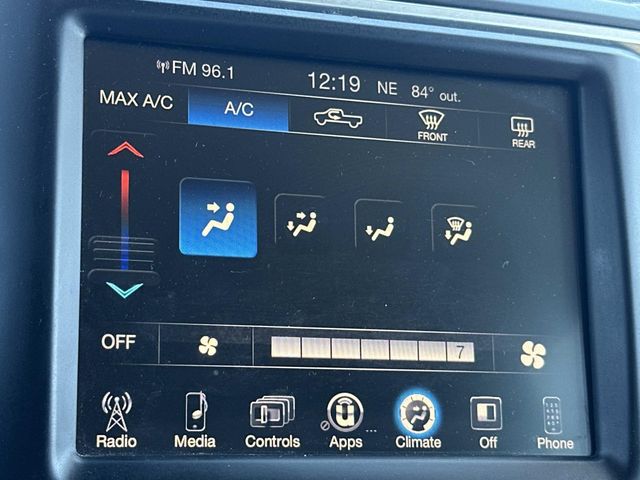 FM 96.1 12:19 NE 84° out.
MAX A/C A/C FRONT REAR
OFF 7
Radio Media Controls Apps Climate Off Phone